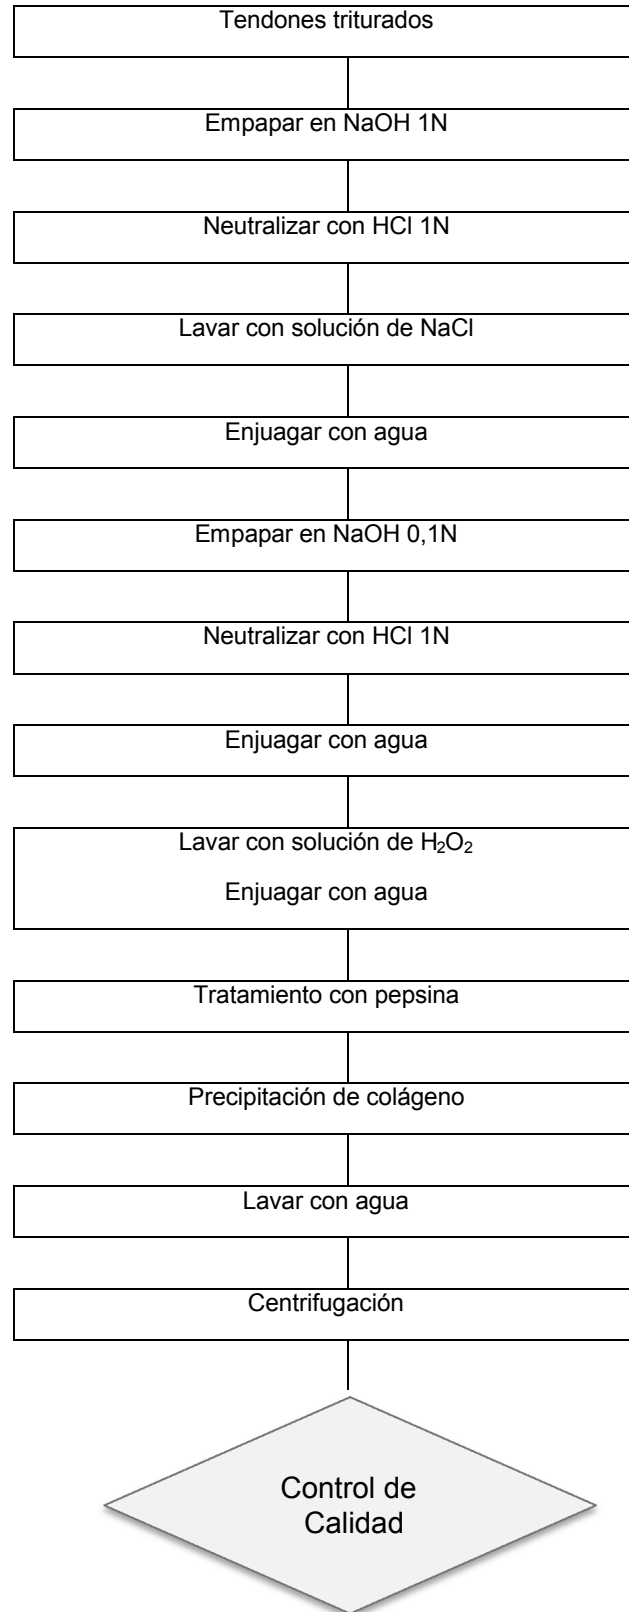 Tendones triturados
Empapar en NaOH 1N
Neutralizar con HCl 1N
Lavar con solución de NaCl
Enjuagar con agua
Empapar en NaOH 0,1N
Neutralizar con HCl 1N
Enjuagar con agua
Lavar con solución de H₂O₂
Enjuagar con agua
Tratamiento con pepsina
Precipitación de colágeno
Lavar con agua
Centrifugación
Control de
Calidad